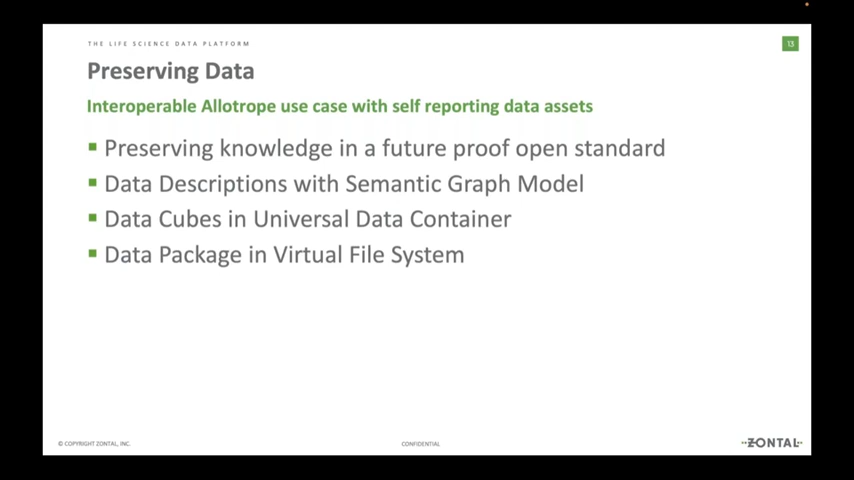 THE LIFE SCIENCE DATA PLATFORM
13
Preserving Data
Interoperable Allotrope use case with self reporting data assets
Preserving knowledge in a future proof open standard
Data Descriptions with Semantic Graph Model
Data Cubes in Universal Data Container
Data Package in Virtual File System
© COPYRIGHT ZONTAL, INC.
CONFIDENTIAL
ZONTAL